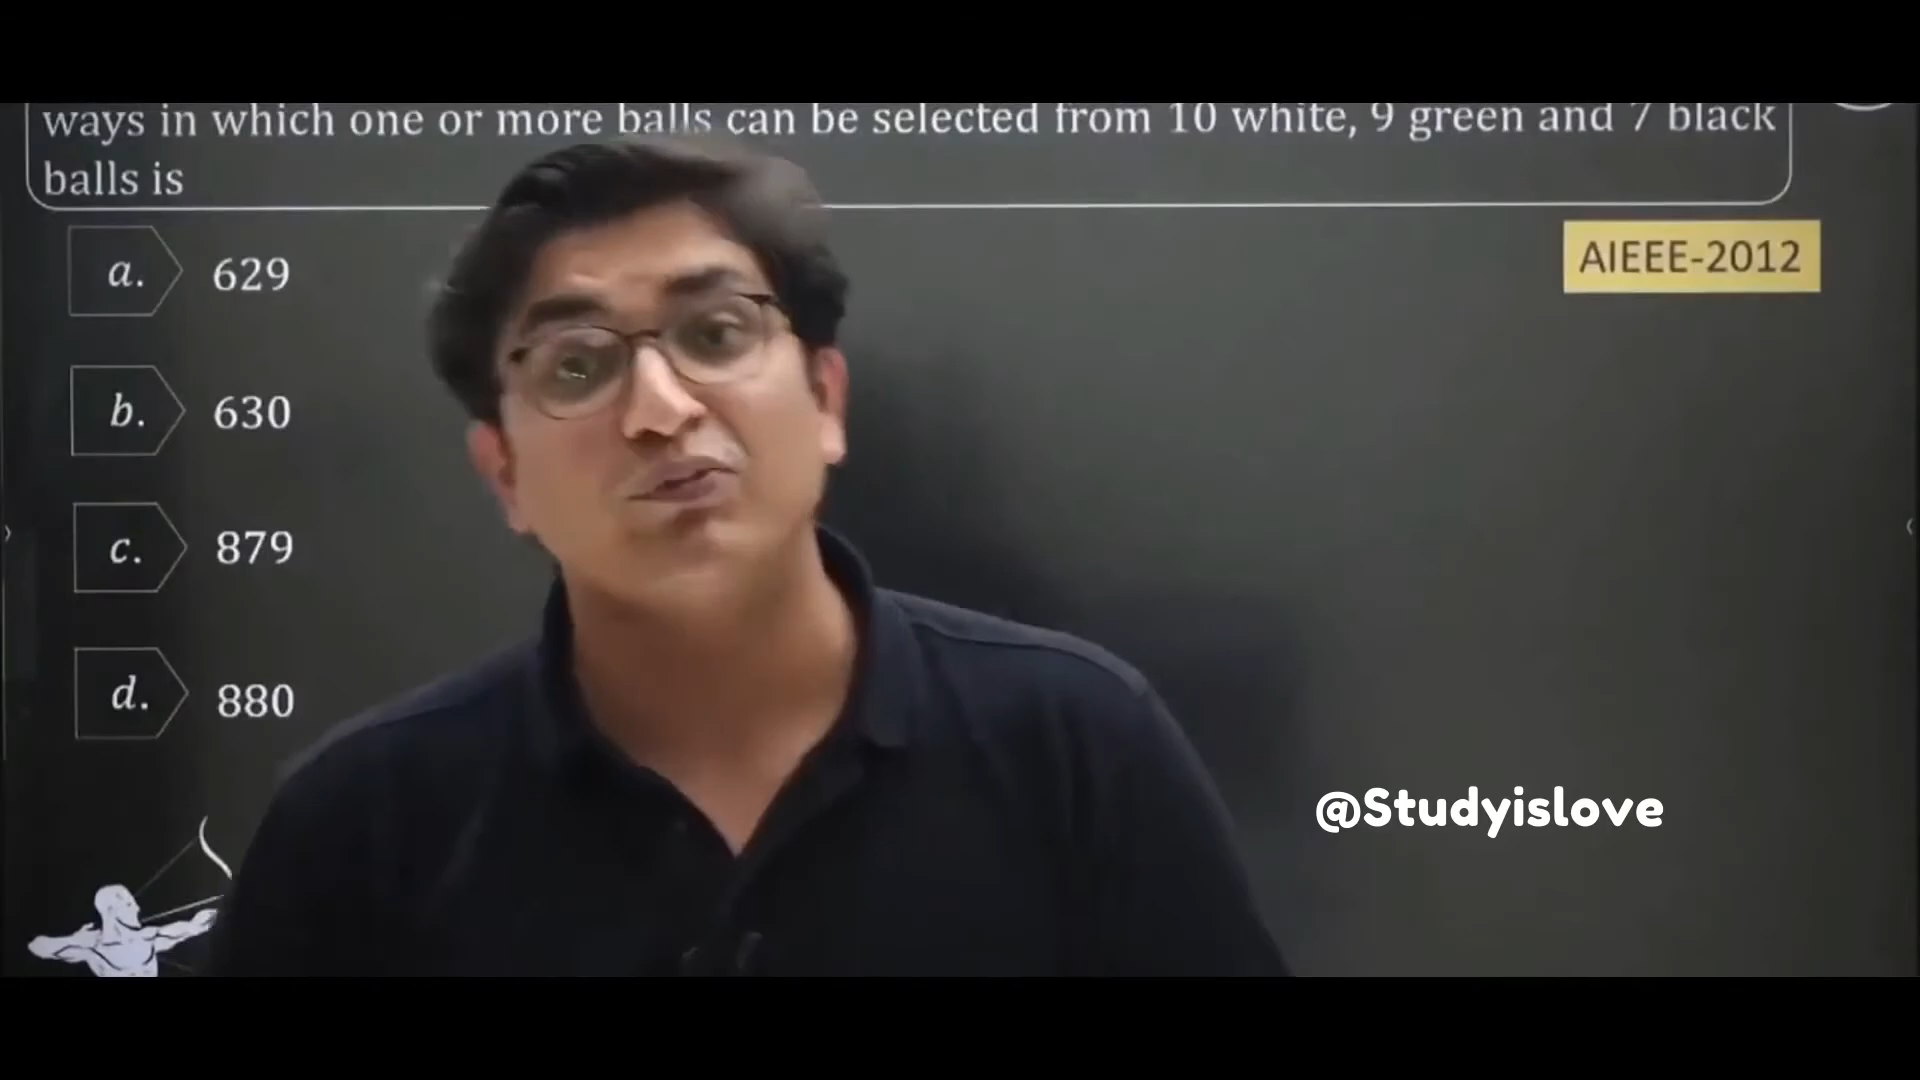 ways in which one or more balls can be selected from 10 white, 9 green and 7 black
balls is
AIEEE-2012
a. 629
b. 630
c. 879
d. 880
@Studyislove